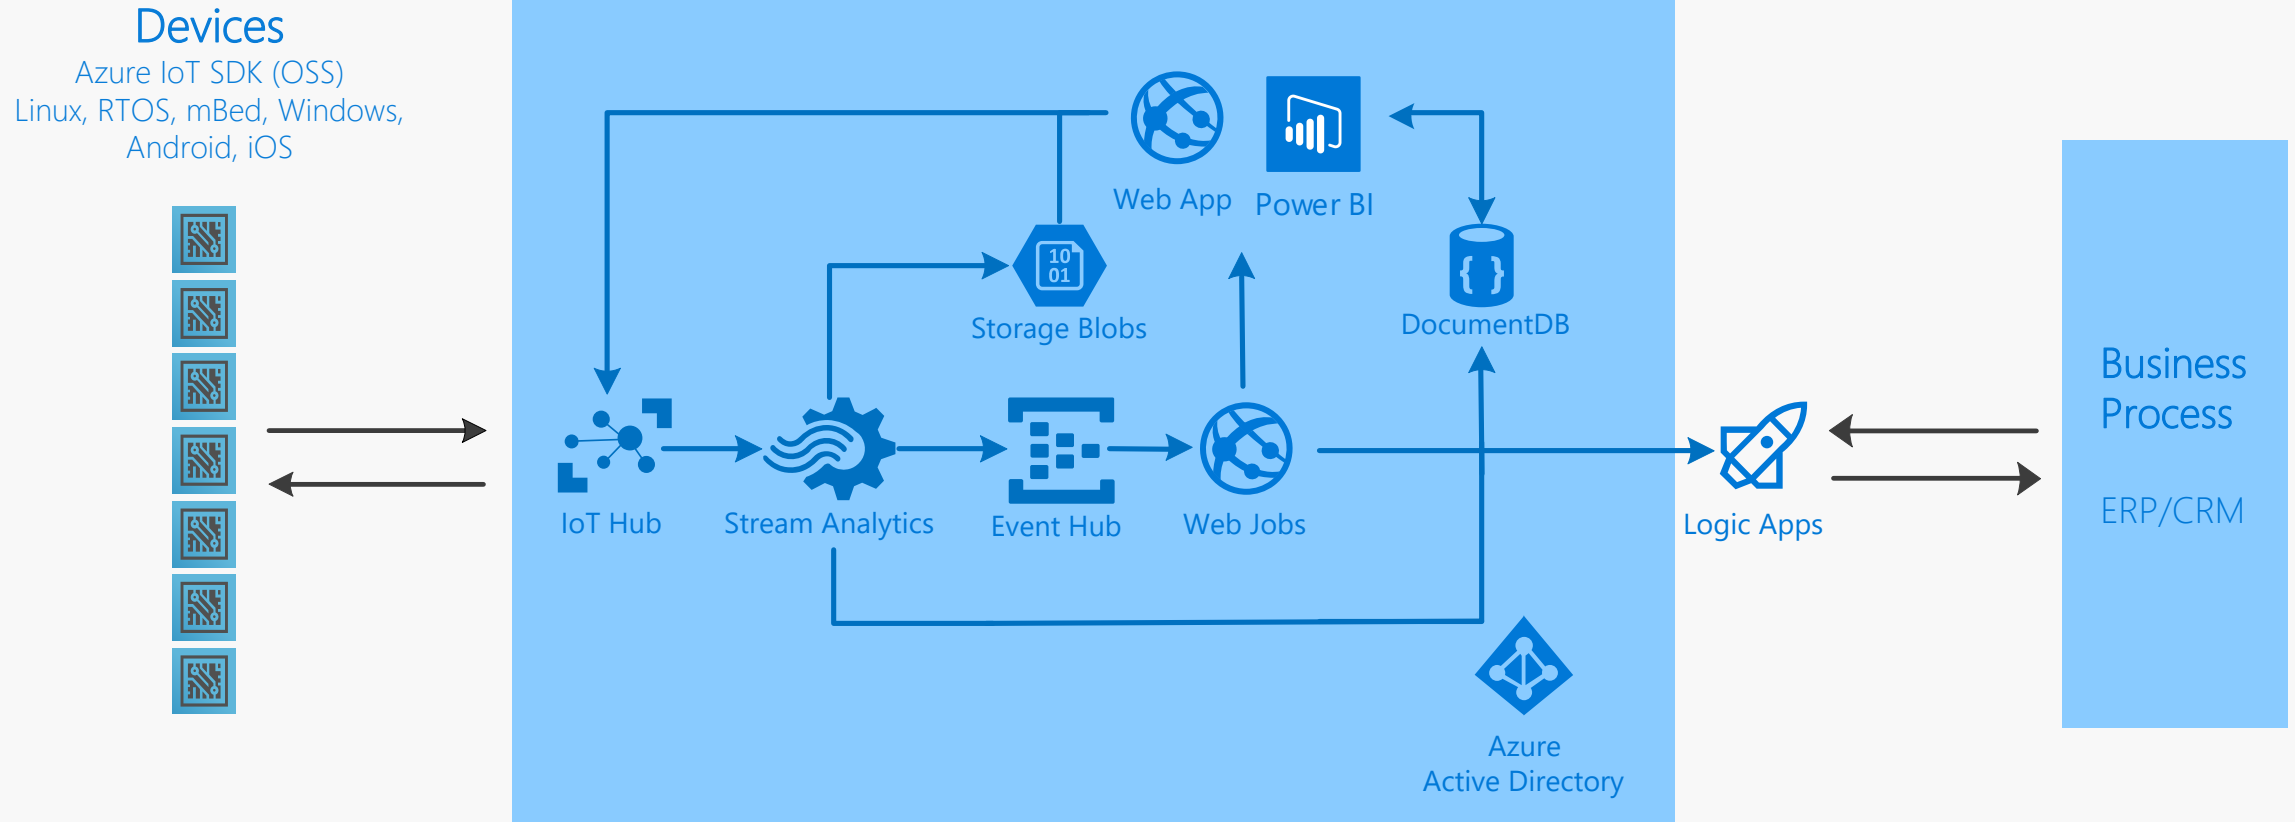 Devices
Azure IoT SDK (OSS)
Linux, RTOS, mBed, Windows,
Android, iOS
Web App
Power BI
10
01
Storage Blobs
{ }
DocumentDB
IoT Hub
Stream Analytics
Event Hub
Web Jobs
Logic Apps
Business
Process
ERP/CRM
Azure
Active Directory